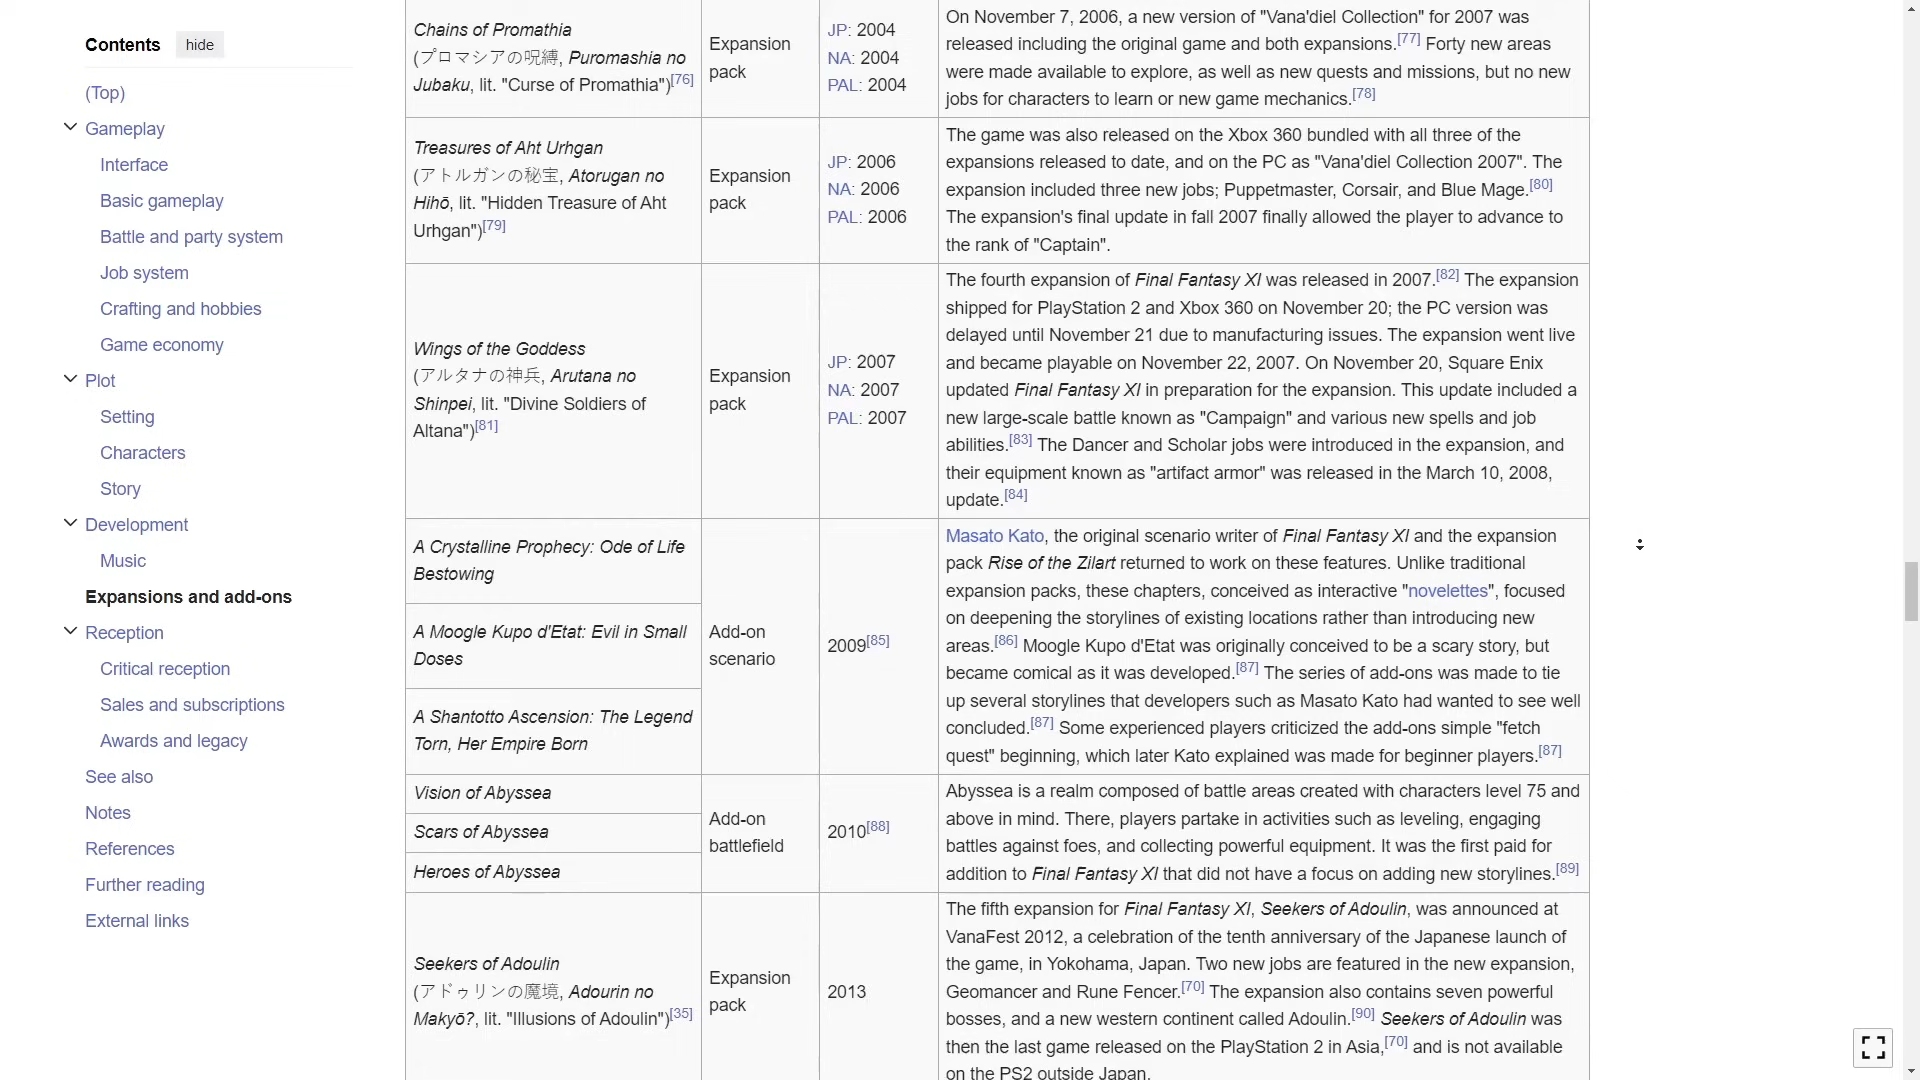 Contents hide
(Top)
Gameplay
Interface
Basic gameplay
Battle and party system
Job system
Crafting and hobbies
Game economy
Plot
Setting
Characters
Story
Development
Music
Expansions and add-ons
Reception
Critical reception
Sales and subscriptions
Awards and legacy
See also
Notes
References
Further reading
External links
Chains of Promathia
(プロマシアの呪縛, Puromashia no
Jubaku, lit. "Curse of Promathia")[76]
Expansion
pack
JP: 2004
NA: 2004
PAL: 2004
On November 7, 2006, a new version of "Vana'diel Collection" for 2007 was
released including the original game and both expansions.[77] Forty new areas
were made available to explore, as well as new quests and missions, but no new
jobs for characters to learn or new game mechanics.[78]
Treasures of Aht Urhgan
(アトルガンの秘宝, Atorugan no
Hihō, lit. "Hidden Treasure of Aht
Urhgan")[79]
Expansion
pack
JP: 2006
NA: 2006
PAL: 2006
The game was also released on the Xbox 360 bundled with all three of the
expansions released to date, and on the PC as "Vana'diel Collection 2007". The
expansion included three new jobs; Puppetmaster, Corsair, and Blue Mage.[80]
The expansion's final update in fall 2007 finally allowed the player to advance to
the rank of "Captain".
Wings of the Goddess
(アルタナの神兵, Arutana no
Shinpei, lit. "Divine Soldiers of
Altana")[81]
Expansion
pack
JP: 2007
NA: 2007
PAL: 2007
The fourth expansion of Final Fantasy XI was released in 2007.[82] The expansion
shipped for PlayStation 2 and Xbox 360 on November 20; the PC version was
delayed until November 21 due to manufacturing issues. The expansion went live
and became playable on November 22, 2007. On November 20, Square Enix
updated Final Fantasy XI in preparation for the expansion. This update included a
new large-scale battle known as "Campaign" and various new spells and job
abilities.[83] The Dancer and Scholar jobs were introduced in the expansion, and
their equipment known as "artifact armor" was released in the March 10, 2008,
update.[84]
A Crystalline Prophecy: Ode of Life
Bestowing
A Moogle Kupo d'Etat: Evil in Small
Doses
A Shantotto Ascension: The Legend
Torn, Her Empire Born
Add-on
scenario
2009[85]
Masato Kato, the original scenario writer of Final Fantasy XI and the expansion
pack Rise of the Zilart returned to work on these features. Unlike traditional
expansion packs, these chapters, conceived as interactive "novelettes", focused
on deepening the storylines of existing locations rather than introducing new
areas.[86] Moogle Kupo d'Etat was originally conceived to be a scary story, but
became comical as it was developed.[87] The series of add-ons was made to tie
up several storylines that developers such as Masato Kato had wanted to see well
concluded.[87] Some experienced players criticized the add-ons simple "fetch
quest" beginning, which later Kato explained was made for beginner players.[87]
Vision of Abyssea
Scars of Abyssea
Heroes of Abyssea
Add-on
battlefield
2010[88]
Abyssea is a realm composed of battle areas created with characters level 75 and
above in mind. There, players partake in activities such as leveling, engaging
battles against foes, and collecting powerful equipment. It was the first paid for
addition to Final Fantasy XI that did not have a focus on adding new storylines.[89]
Seekers of Adoulin
(アドゥリンの魔境, Adourin no
Makyō?, lit. "Illusions of Adoulin")[35]
Expansion
pack
2013
The fifth expansion for Final Fantasy XI, Seekers of Adoulin, was announced at
VanaFest 2012, a celebration of the tenth anniversary of the Japanese launch of
the game, in Yokohama, Japan. Two new jobs are featured in the new expansion,
Geomancer and Rune Fencer.[70] The expansion also contains seven powerful
bosses, and a new western continent called Adoulin.[90] Seekers of Adoulin was
then the last game released on the PlayStation 2 in Asia,[70] and is not available
on the PS2 outside Japan.